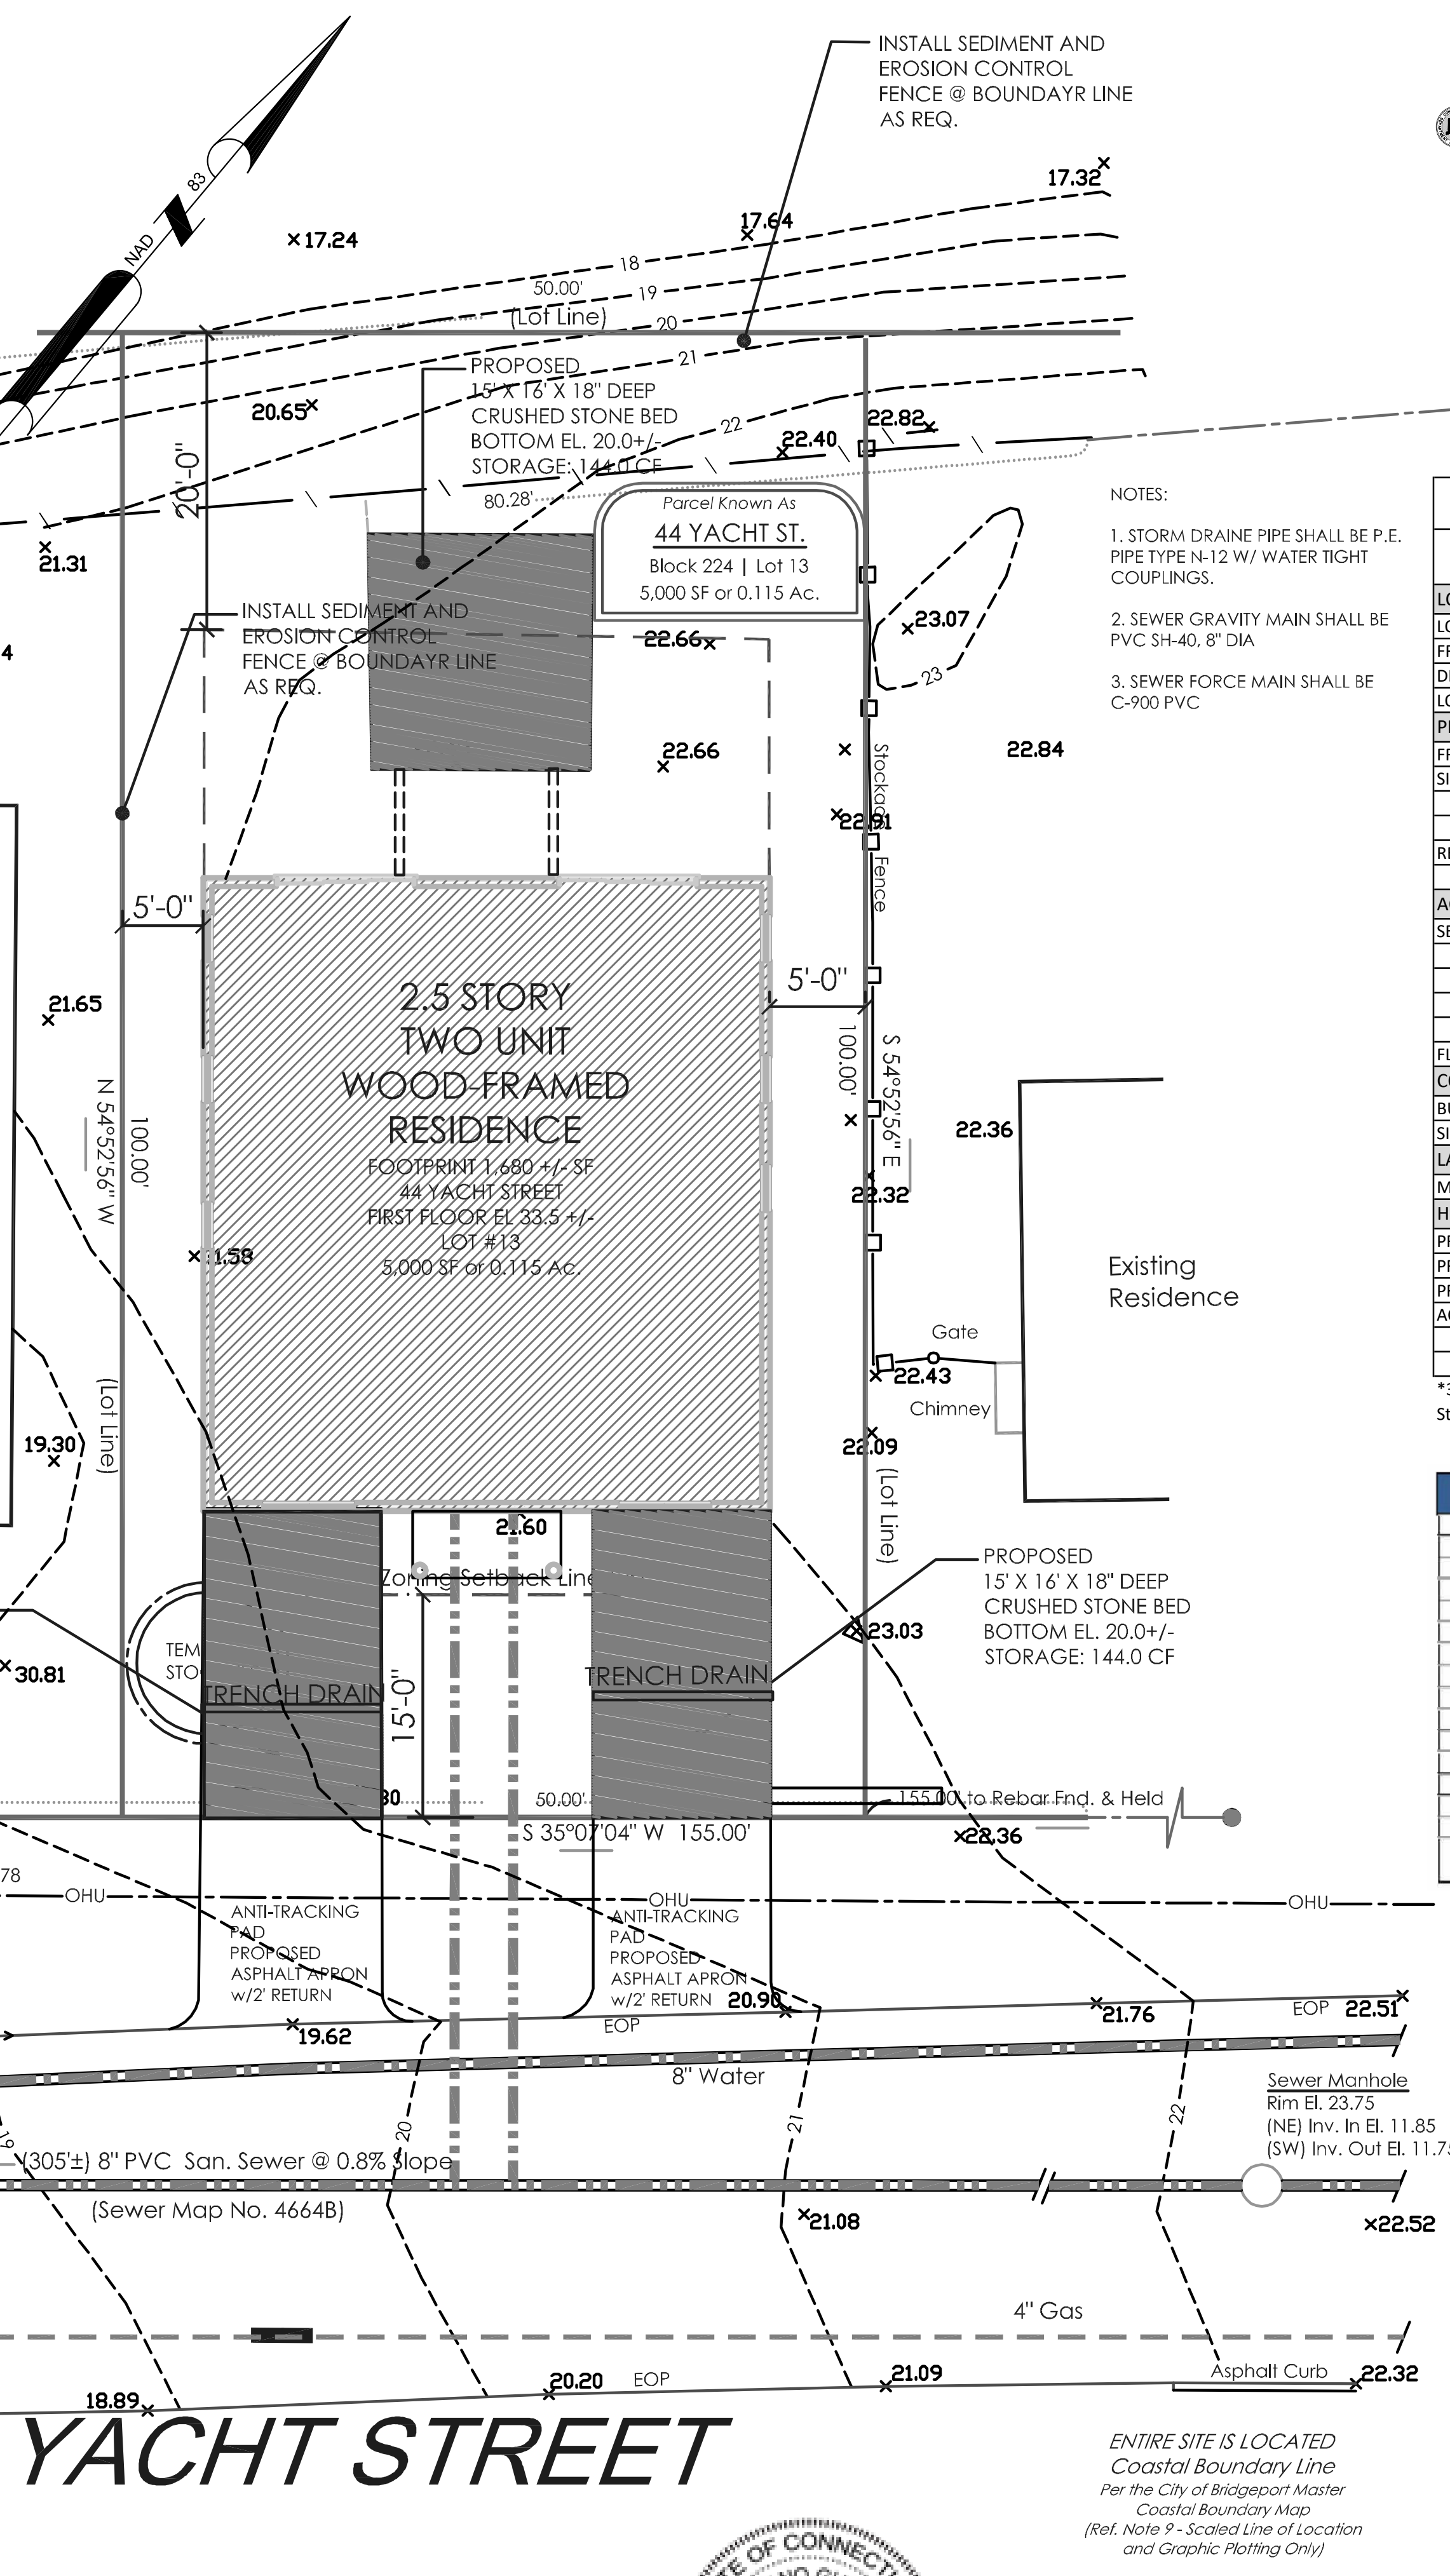 INSTALL SEDIMENT AND
EROSION CONTROL
FENCE @ BOUNDAYR LINE
AS REQ.
NAD 83
17.32
17.64
17.24
18
50.00'
19
(Lot Line)
20
21
PROPOSED
15' X 16' X 18" DEEP
CRUSHED STONE BED
BOTTOM EL. 20.0+/-
STORAGE: 144.0 CF
20.65
22
22.40
22.82
20'-0"
80.28'
Parcel Known As
44 YACHT ST.
Block 224 | Lot 13
5,000 SF or 0.115 Ac.
NOTES:
1. STORM DRAINE PIPE SHALL BE P.E.
PIPE TYPE N-12 W/ WATER TIGHT
COUPLINGS.
2. SEWER GRAVITY MAIN SHALL BE
PVC SH-40, 8" DIA
3. SEWER FORCE MAIN SHALL BE
C-900 PVC
21.31
INSTALL SEDIMENT AND
EROSION CONTROL
FENCE @ BOUNDAYR LINE
AS REQ.
22.66
23.07
23
22.66
22.84
Stockade Fence
22.91
5'-0"
5'-0"
21.65
2.5 STORY
TWO UNIT
WOOD-FRAMED
RESIDENCE
FOOTPRINT 1,680 +/- SF
44 YACHT STREET
FIRST FLOOR EL 33.5 +/-
LOT #13
5,000 SF or 0.115 Ac.
N 54°52'56" W
100.00'
(Lot Line)
100.00'
S 54°52'56" E
(Lot Line)
22.36
22.32
Existing
Residence
Gate
22.43
Chimney
22.09
19.30
21.60
Zoning Setback Line
PROPOSED
15' X 16' X 18" DEEP
CRUSHED STONE BED
BOTTOM EL. 20.0+/-
STORAGE: 144.0 CF
23.03
30.81
TRENCH DRAIN
TRENCH DRAIN
15'-0"
50.00'
155.00' to Rebar Fnd. & Held
S 35°07'04" W 155.00'
22.36
78
OHU
OHU
OHU
ANTI-TRACKING
PAD
PROPOSED
ASPHALT APRON
w/2' RETURN
ANTI-TRACKING
PAD
PROPOSED
ASPHALT APRON
w/2' RETURN
20.90
19.62
EOP
21.76
EOP
22.51
8" Water
Sewer Manhole
Rim El. 23.75
(NE) Inv. In El. 11.85
(SW) Inv. Out El. 11.75
19
20
21
22
(305'±) 8" PVC San. Sewer @ 0.8% Slope
(Sewer Map No. 4664B)
21.08
22.52
4" Gas
18.89
20.20
EOP
21.09
Asphalt Curb
22.32
YACHT STREET
ENTIRE SITE IS LOCATED
Coastal Boundary Line
Per the City of Bridgeport Master
Coastal Boundary Map
(Ref. Note 9 - Scaled Line of Location
and Graphic Plotting Only)